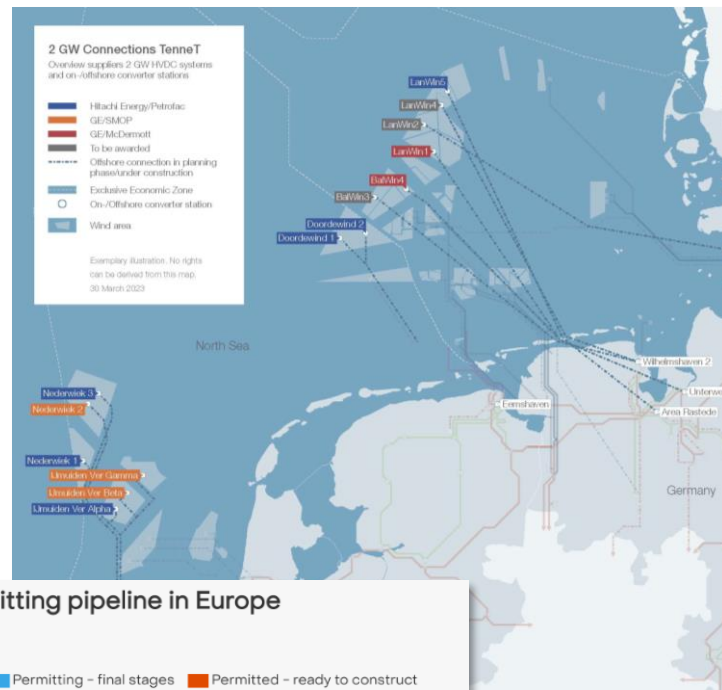 2 GW Connections TenneT
Overview suppliers 2 GW HVDC systems
and on-/offshore converter stations
Hitachi Energy/Petrofac
GE/SMOP
GE/McDermott
To be awarded
Offshore connection in planning
phase/under construction
Exclusive Economic Zone
On-/Offshore converter station
Wind area
Exemplary illustration. No rights
can be derived from this map.
30 March 2023
LanWin5
LanWin4
LanWin2
LanWin1
BalWin4
BalWin3
Doordewind 2
Doordewind 1
North Sea
Wilhelmshaven 2
Nederwiek 3
Unterwe
Nederwiek 2
Eemshaven
Area Rastede
Nederwiek 1
IJmuiden Ver Gamma
IJmuiden Ver Beta
Germany
IJmuiden Ver Alpha
itting pipeline in Europe
Permitting – final stages
Permitted – ready to construct